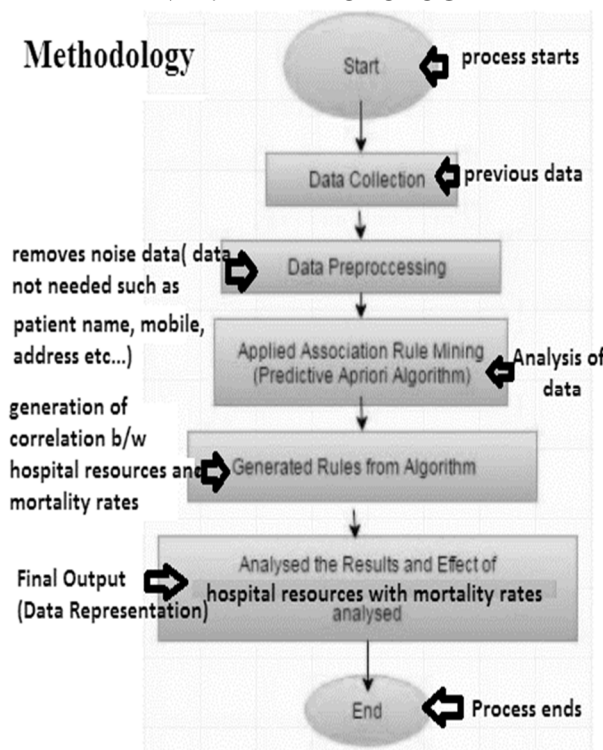 Methodology
Start
process starts
Data Collection
previous data
removes noise data( data
not needed such as
patient name, mobile,
address etc...)
Data Preproccessing
Applied Association Rule Mining
(Predictive Apriori Algorithm)
Analysis of
data
generation of
correlation b/w
hospital resources and
mortality rates
Generated Rules from Algorithm
Final Output
(Data Representation)
Analysed the Results and Effect of
hospital resources with mortality rates
analysed
End
Process ends